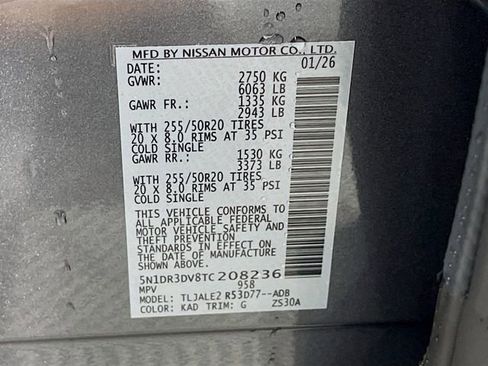 MFD BY NISSAN MOTOR CO., LTD.
DATE: 01/26
GVWR: 2750 KG
6063 LB
GAWR FR.: 1335 KG
2943 LB
WITH 255/50R20 TIRES
20 X 8.0 RIMS AT 35 PSI
COLD SINGLE
GAWR RR.: 1530 KG
3373 LB
WITH 255/50R20 TIRES
20 X 8.0 RIMS AT 35 PSI
COLD SINGLE
THIS VEHICLE CONFORMS TO
ALL APPLICABLE FEDERAL
MOTOR VEHICLE SAFETY
AND THEFT PREVENTION
STANDARDS IN EFFECT
ON THE DATE OF
MANUFACTURE SHOWN ABOVE.
5N1DR3DV8TC208236
MPV 958
MODEL: TLJALE2 R53D77--ADB
COLOR: KAD TRIM: G ZS30A